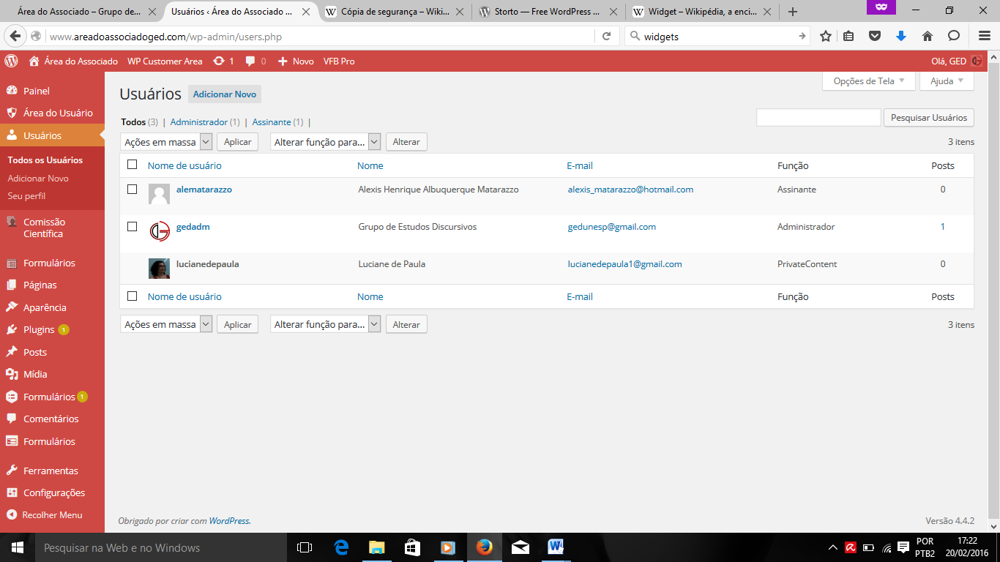 Área do Associado – Grupo de...
Usuários ‹ Área do Associado ...
Cópia de segurança – Wiki...
Storto — Free WordPress ...
Widget – Wikipédia, a enci...
www.areadoassociadoged.com/wp-admin/users.php
widgets
Área do Associado WP Customer Area 1 0 Novo VFB Pro Olá, GED
Opções de Tela Ajuda
Usuários Adicionar Novo
Todos (3) | Administrador (1) | Assinante (1) |
Pesquisar Usuários
Ações em massa Aplicar Alterar função para... Alterar 3 itens
Nome de usuário Nome E-mail Função Posts
alematarazzo Alexis Henrique Albuquerque Matarazzo alexis_matarazzo@hotmail.com Assinante 0
gedadm Grupo de Estudos Discursivos gedunesp@gmail.com Administrador 1
lucianedepaula Luciane de Paula lucianedepaula1@gmail.com PrivateContent 0
Nome de usuário Nome E-mail Função Posts
Ações em massa Aplicar Alterar função para... Alterar 3 itens
Painel
Área do Usuário
Usuários
Todos os Usuários
Adicionar Novo
Seu perfil
Comissão
Científica
Formulários
Páginas
Aparência
Plugins 1
Posts
Mídia
Formulários 1
Comentários
Formulários
Ferramentas
Configurações
Recolher Menu
Obrigado por criar com WordPress. Versão 4.4.2
Pesquisar na Web e no Windows
POR
PTB2
17:22
20/02/2016